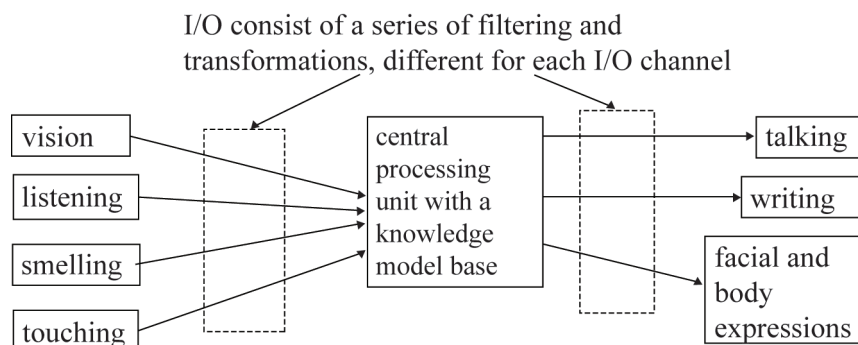 I/O consist of a series of filtering and
transformations, different for each I/O channel
vision
listening
smelling
touching
central
processing
unit with a
knowledge
model base
talking
writing
facial and
body
expressions